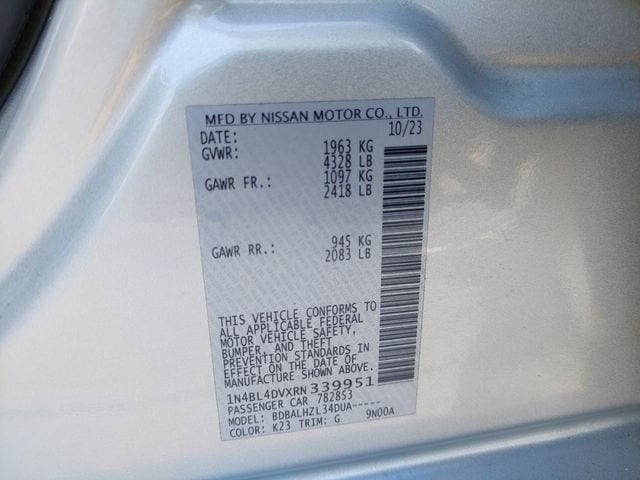 MFD BY NISSAN MOTOR CO., LTD.
DATE: 10/23
GVWR: 1963 KG
4328 LB
GAWR FR.: 1097 KG
2418 LB
GAWR RR.: 945 KG
2083 LB
THIS VEHICLE CONFORMS TO
ALL APPLICABLE FEDERAL
MOTOR VEHICLE SAFETY,
BUMPER, AND THEFT
PREVENTION STANDARDS IN
EFFECT ON THE DATE OF
MANUFACTURE SHOWN ABOVE.
1N4BL4DVXRN339951
PASSENGER CAR 782853
MODEL: BDBALHZL34DUA-----
COLOR: K23 TRIM: G 9N00A